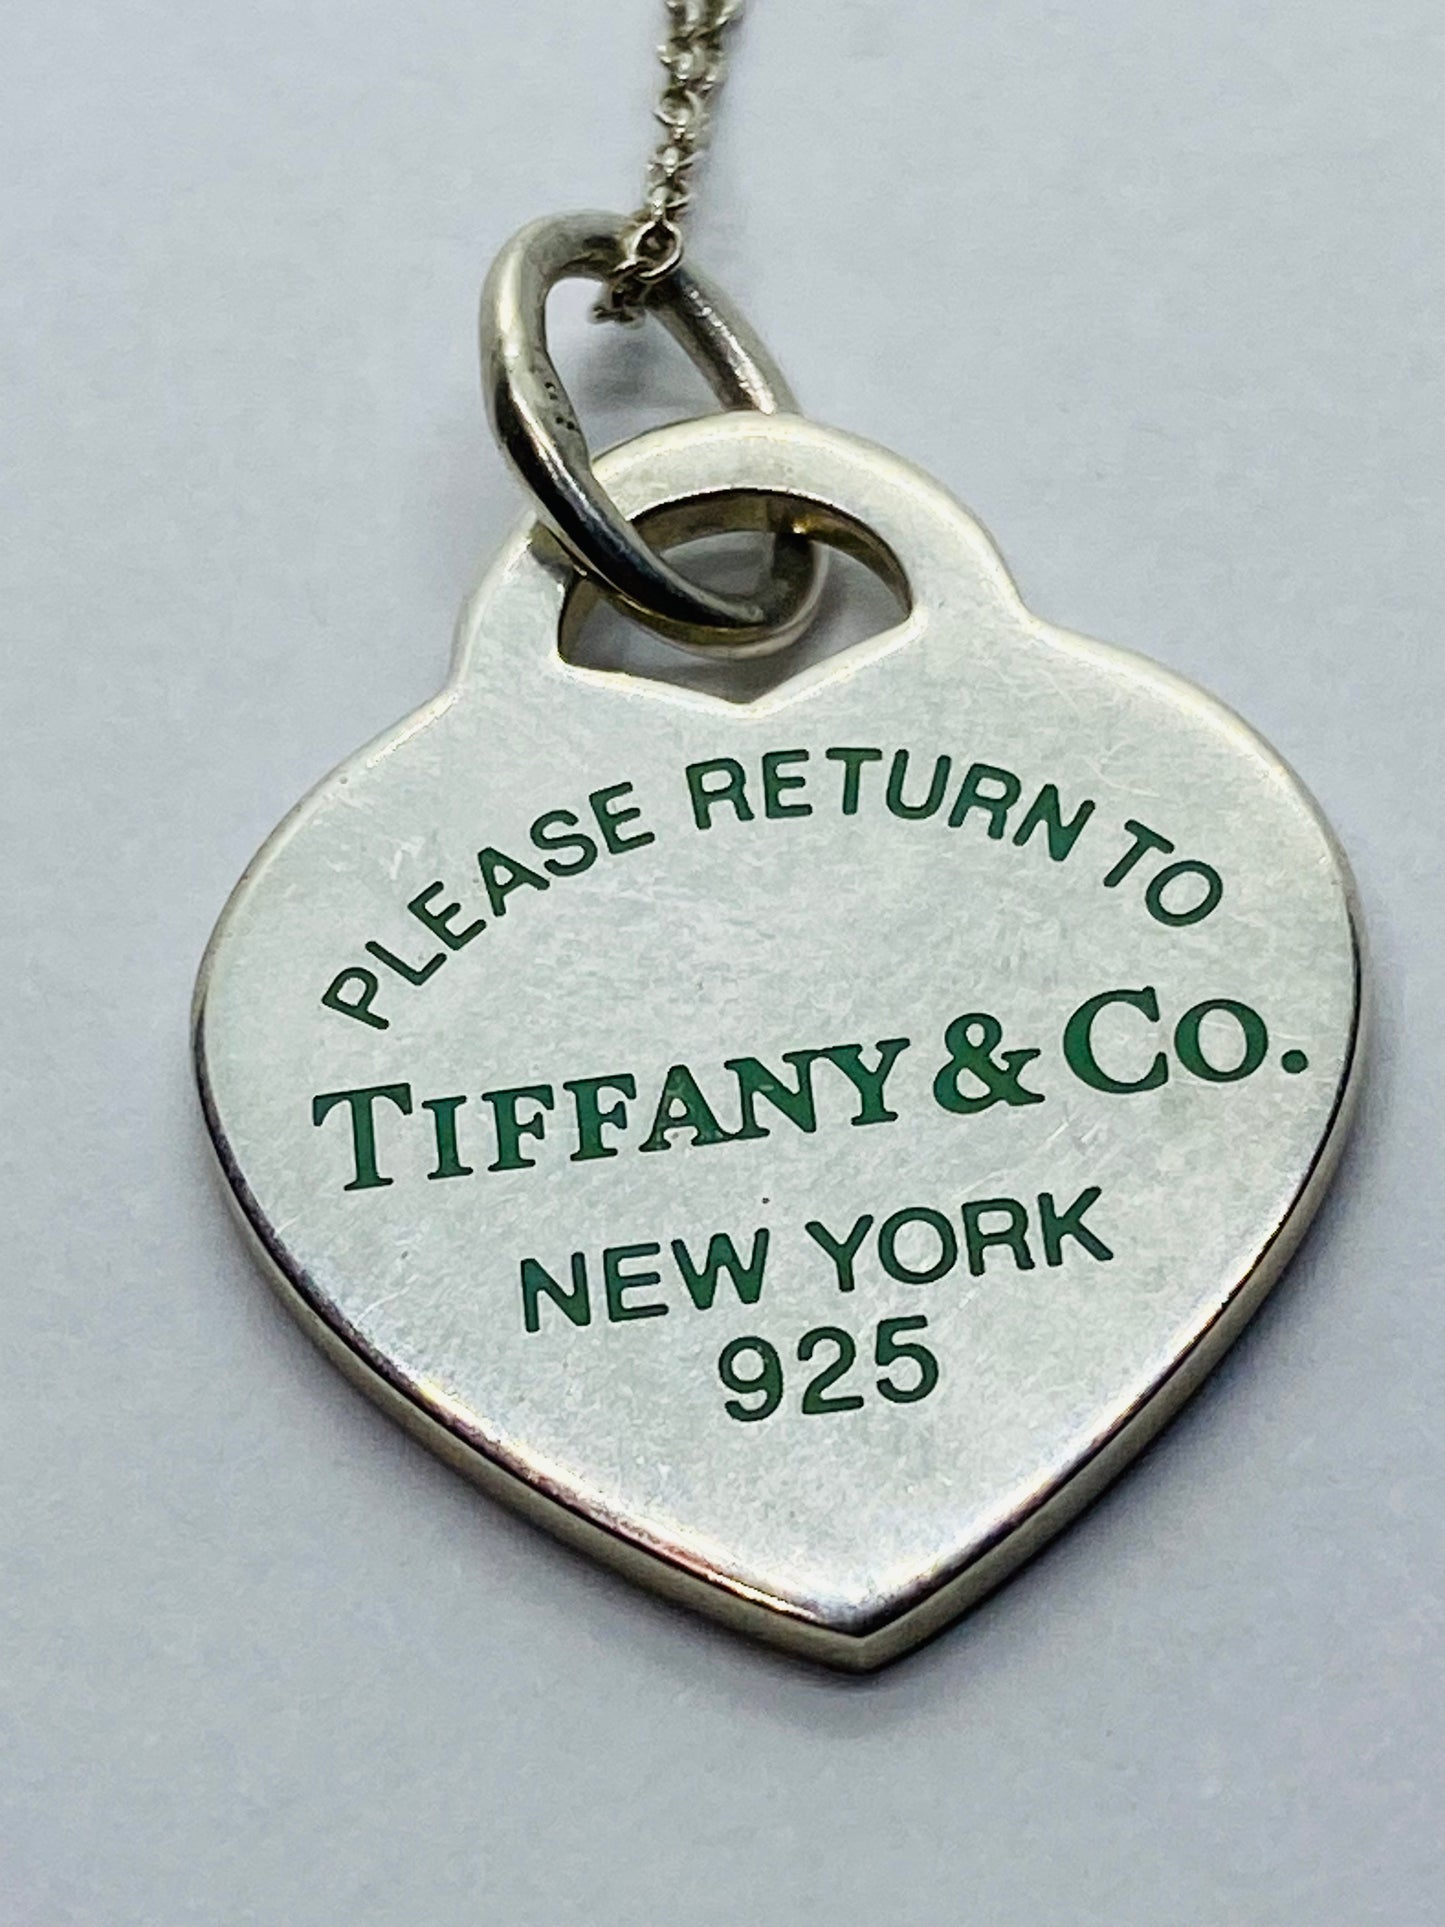 PLEASE RETURN TO
TIFFANY & CO.
NEW YORK
925